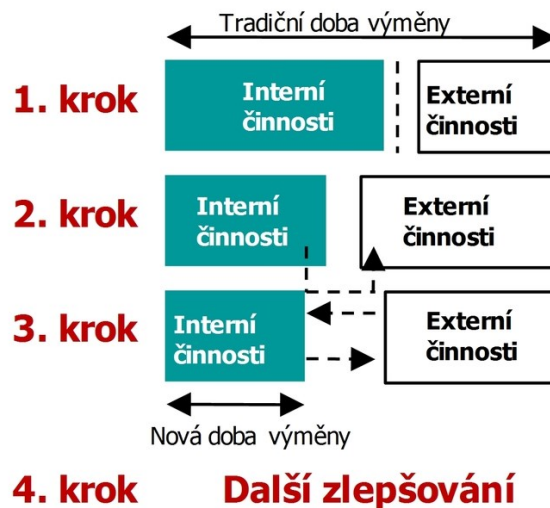 Tradiční doba výměny
1. krok
Interní
činnosti
Externí
činnosti
2. krok
Interní
činnosti
Externí
činnosti
3. krok
Interní
činnosti
Externí
činnosti
Nová doba výměny
4. krok Další zlepšování